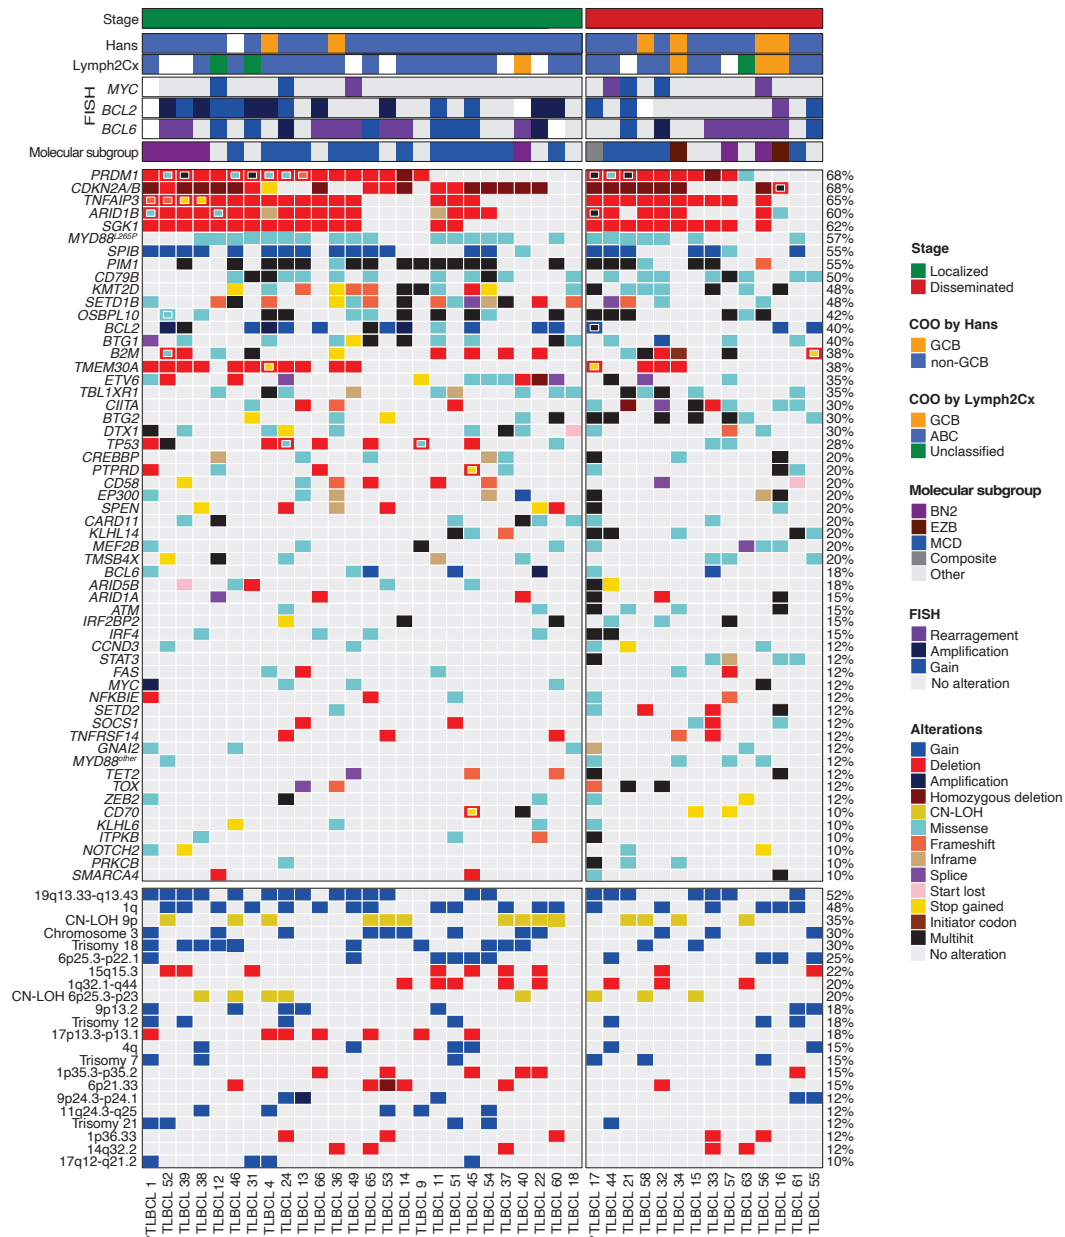 Stage
Hans
Lymph2Cx
FISH
MYC
BCL2
BCL6
Molecular subgroup
PRDM1 68%
CDKN2A/B 68%
TNFAIP3 65%
ARID1B 60%
SGK1 62%
MYD88L265P 57%
SPIB 55%
PIM1 55%
CD79B 50%
KMT2D 48%
SETD1B 48%
OSBPL10 42%
BCL2 40%
BTG1 40%
B2M 38%
TMEM30A 38%
ETV6 35%
TBL1XR1 35%
CIITA 30%
BTG2 30%
DTX1 30%
TP53 28%
CREBBP 20%
PTPRD 20%
CD58 20%
EP300 20%
SPEN 20%
CARD11 20%
KLHL14 20%
MEF2B 20%
TMSB4X 20%
BCL6 18%
ARID5B 18%
ARID1A 15%
ATM 15%
IRF2BP2 15%
IRF4 15%
CCND3 12%
STAT3 12%
FAS 12%
MYC 12%
NFKBIE 12%
SETD2 12%
SOCS1 12%
TNFRSF14 12%
GNAI2 12%
MYD88other 12%
TET2 12%
TOX 12%
ZEB2 12%
CD70 10%
KLHL6 10%
ITPKB 10%
NOTCH2 10%
PRKCB 10%
SMARCA4 10%
19q13.33-q13.43 52%
1q 48%
CN-LOH 9p 35%
Chromosome 3 30%
Trisomy 18 30%
6p25.3-p22.1 25%
15q15.3 22%
1q32.1-q44 20%
CN-LOH 6p25.3-p23 20%
9p13.2 18%
Trisomy 12 18%
17p13.3-p13.1 18%
4q 15%
Trisomy 7 15%
1p35.3-p35.2 15%
6p21.33 15%
9p24.3-p24.1 12%
11q24.3-q25 12%
Trisomy 21 12%
1p36.33 12%
14q32.2 12%
17q12-q21.2 10%
TLBCL 1
TLBCL 52
TLBCL 39
TLBCL 38
TLBCL 12
TLBCL 46
TLBCL 31
TLBCL 4
TLBCL 24
TLBCL 13
TLBCL 66
TLBCL 36
TLBCL 49
TLBCL 65
TLBCL 53
TLBCL 14
TLBCL 9
TLBCL 11
TLBCL 51
TLBCL 45
TLBCL 54
TLBCL 37
TLBCL 40
TLBCL 22
TLBCL 60
TLBCL 18
TLBCL 17
TLBCL 44
TLBCL 21
TLBCL 58
TLBCL 32
TLBCL 34
TLBCL 15
TLBCL 33
TLBCL 57
TLBCL 56
TLBCL 16
TLBCL 61
TLBCL 55
Stage
Localized
Disseminated
COO by Hans
GCB
non-GCB
COO by Lymph2Cx
GCB
ABC
Unclassified
Molecular subgroup
BN2
EZB
MCD
Composite
Other
FISH
Rearragement
Amplification
Gain
No alteration
Alterations
Gain
Deletion
Amplification
Homozygous deletion
CN-LOH
Missense
Frameshift
Inframe
Splice
Start lost
Stop gained
Initiator codon
Multihit
No alteration